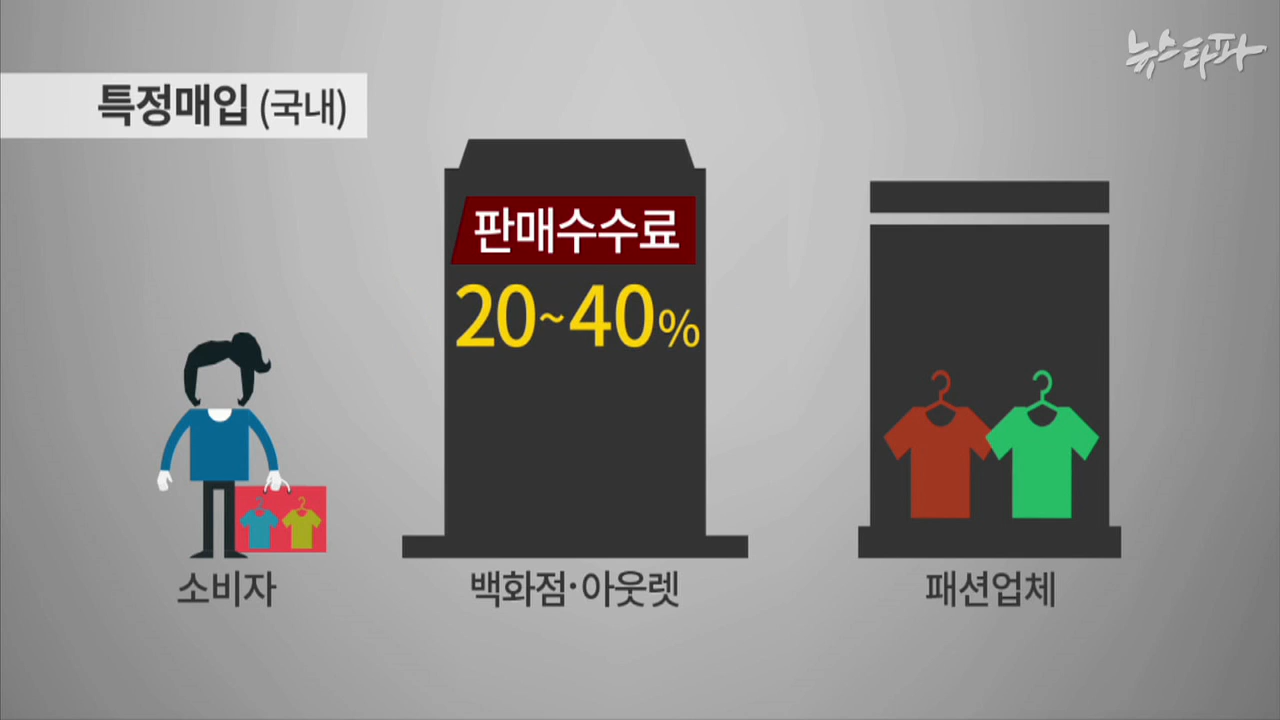 뉴스타파
특정매입 (국내)
판매수수료
20~40%
소비자
백화점·아웃렛
패션업체